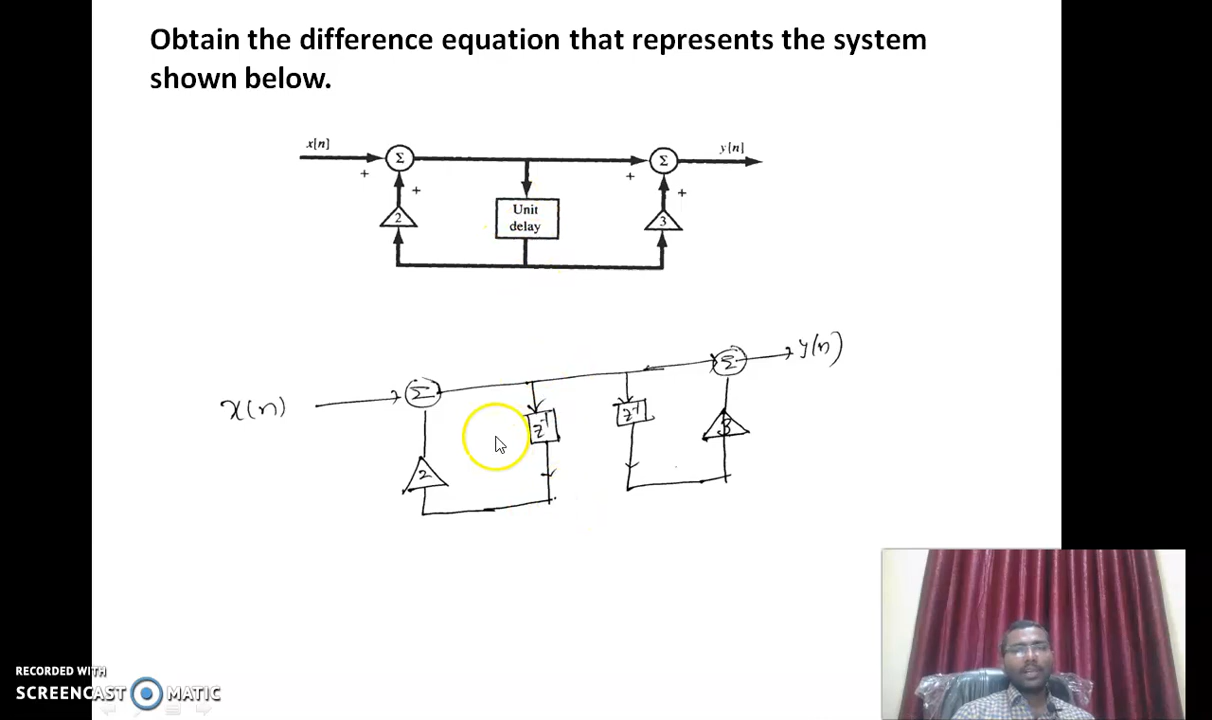 Obtain the difference equation that represents the system
shown below.
x[n]
Σ
Σ
y[n]
+
+
+
+
2
Unit
delay
3
x(n)
Σ
Σ
y(n)
z⁻¹
z⁻¹
3
2
RECORDED WITH
SCREENCAST MATIC